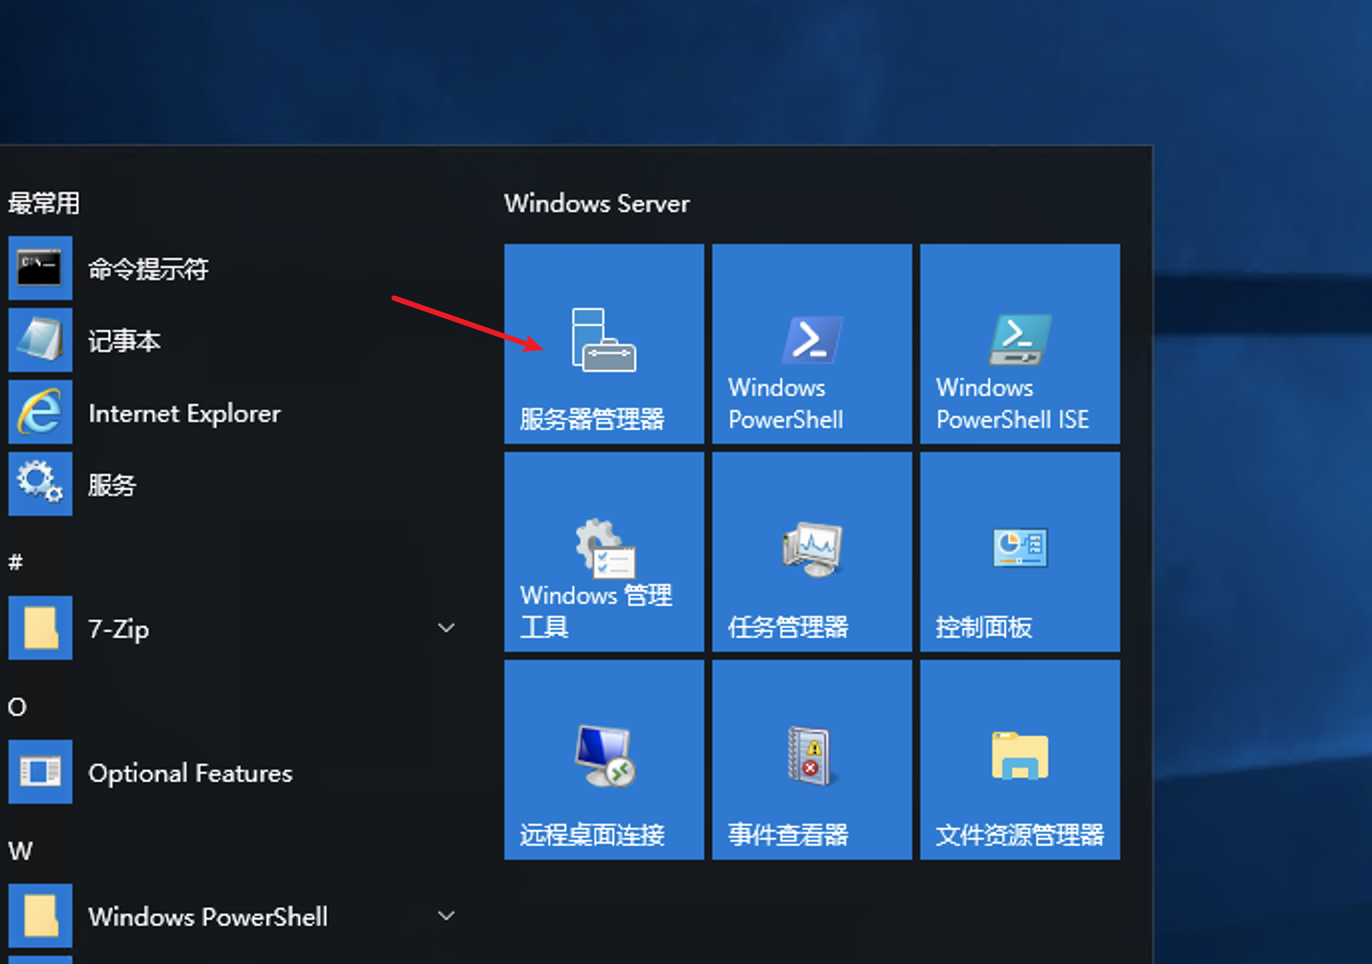 最常用
命令提示符
记事本
Internet Explorer
服务
#
7-Zip
O
Optional Features
W
Windows PowerShell
Windows Server
服务器管理器
Windows
PowerShell
Windows
PowerShell ISE
Windows 管理
工具
任务管理器
控制面板
远程桌面连接
事件查看器
文件资源管理器